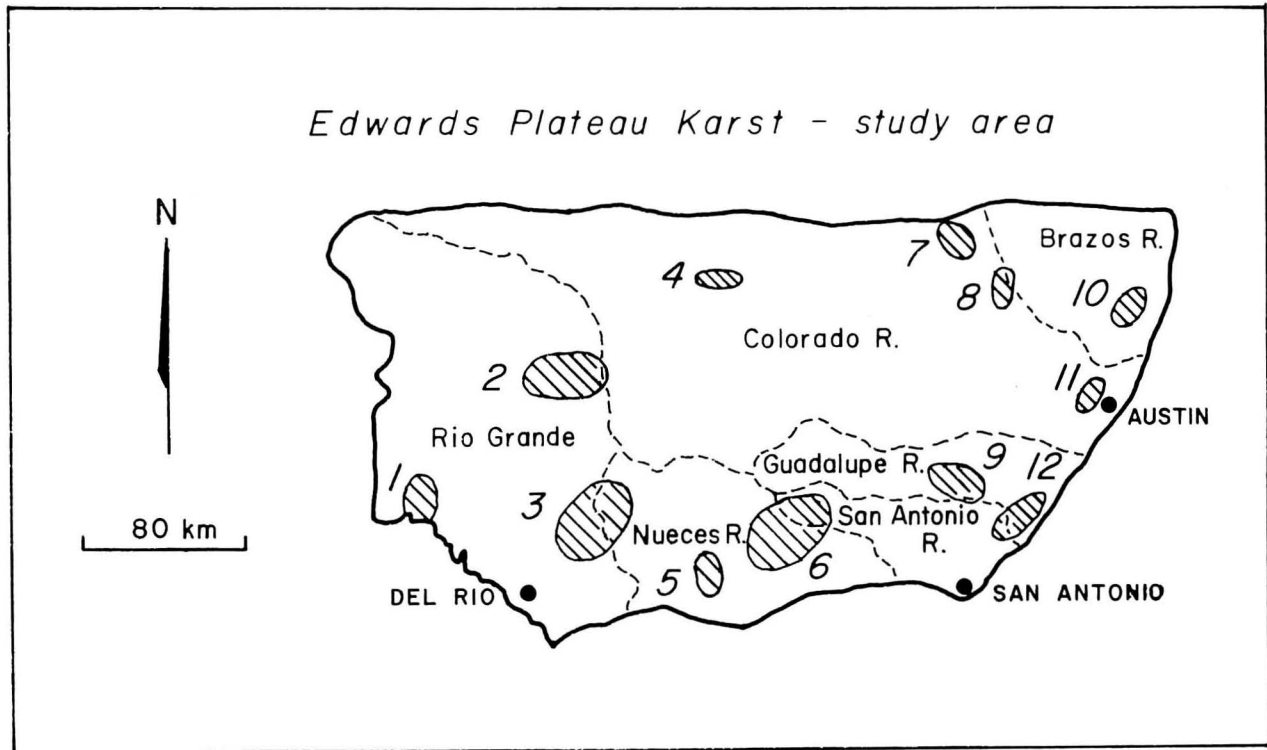 Edwards Plateau Karst - study area
N
80 km
Brazos R.
7
4
8
10
Colorado R.
2
11
AUSTIN
Rio Grande
Guadalupe R.
9
12
1
3
San Antonio
R.
Nueces R.
5
6
DEL RIO
SAN ANTONIO